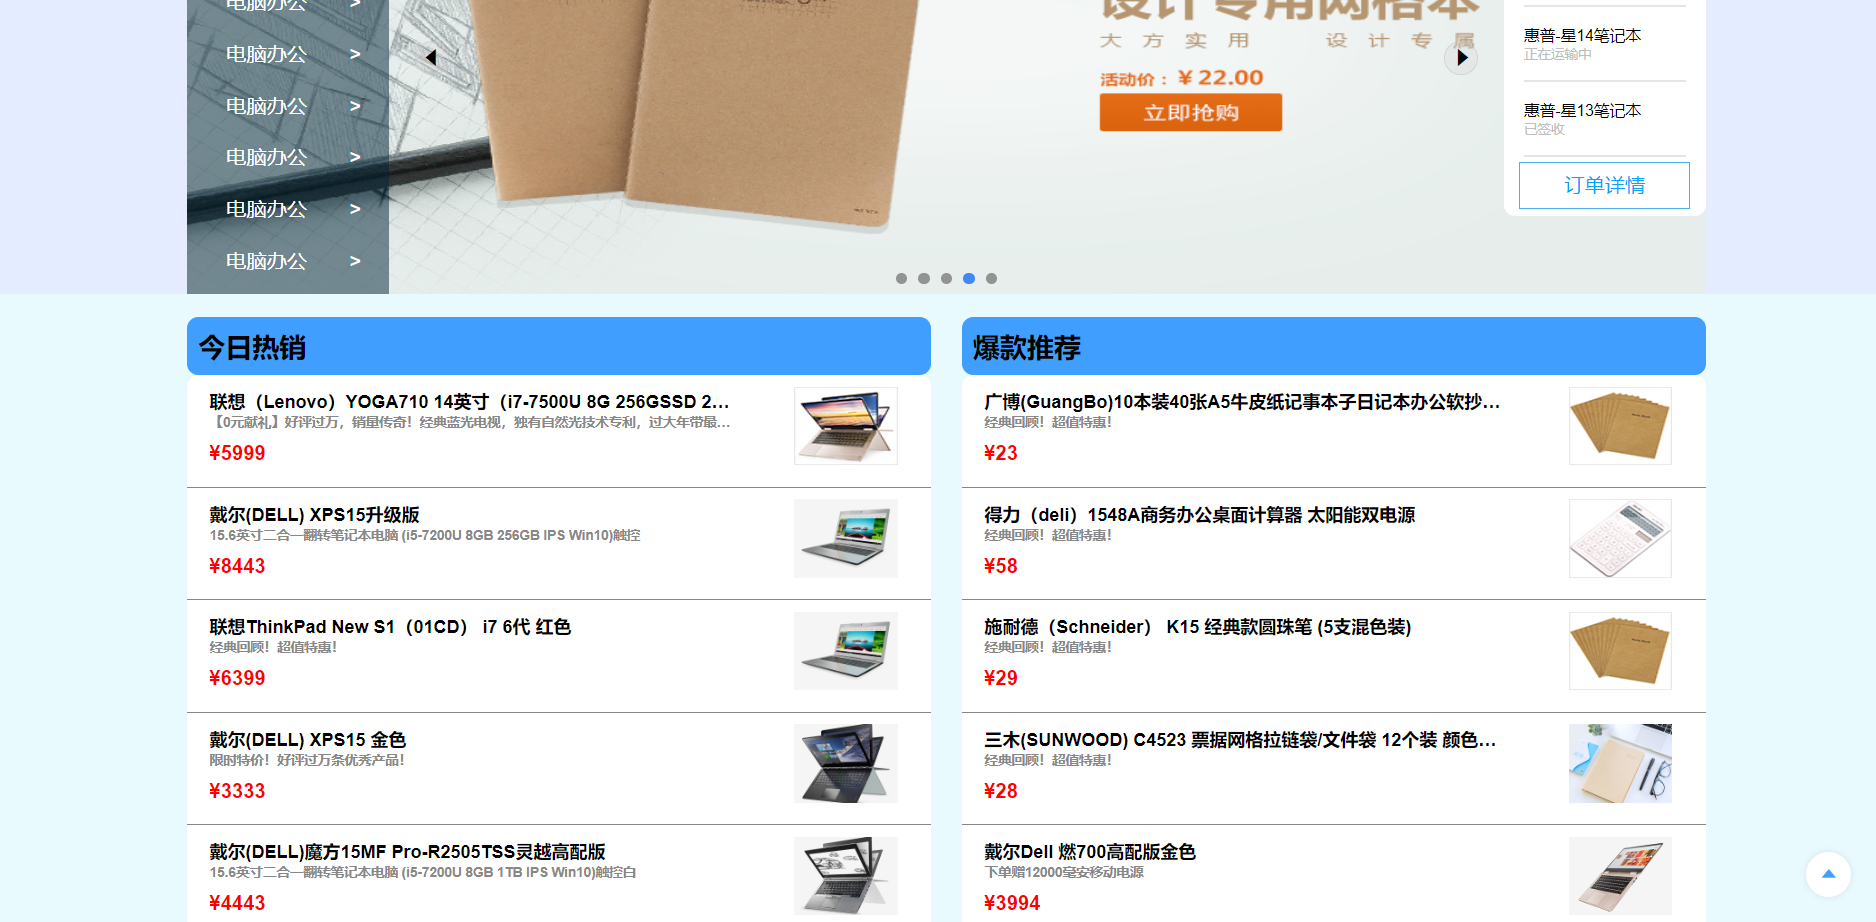 电脑办公 >
电脑办公 >
电脑办公 >
电脑办公 >
电脑办公 >
电脑办公 >
设计专用网格本
大方实用 设计专属
活动价：￥22.00
立即抢购
惠普-星14笔记本
正在运输中
惠普-星13笔记本
已签收
订单详情
今日热销
联想（Lenovo）YOGA710 14英寸（i7-7500U 8G 256GSSD 2...
【0元献礼】好评过万，销量传奇！经典蓝光电视，独有自然光技术专利，过大年带最...
¥5999
戴尔(DELL) XPS15升级版
15.6英寸二合一翻转笔记本电脑 (i5-7200U 8GB 256GB IPS Win10)触控
¥8443
联想ThinkPad New S1（01CD） i7 6代 红色
经典回顾！超值特惠！
¥6399
戴尔(DELL) XPS15 金色
限时特价！好评过万条优秀产品！
¥3333
戴尔(DELL)魔方15MF Pro-R2505TSS灵越高配版
15.6英寸二合一翻转笔记本电脑 (i5-7200U 8GB 1TB IPS Win10)触控白
¥4443
爆款推荐
广博(GuangBo)10本装40张A5牛皮纸记事本子日记本办公软抄...
经典回顾！超值特惠！
¥23
得力（deli）1548A商务办公桌面计算器 太阳能双电源
经典回顾！超值特惠！
¥58
施耐德（Schneider） K15 经典款圆珠笔 (5支混色装)
经典回顾！超值特惠！
¥29
三木(SUNWOOD) C4523 票据网格拉链袋/文件袋 12个装 颜色...
经典回顾！超值特惠！
¥28
戴尔Dell 燃700高配版金色
下单赠12000毫安移动电源
¥3994